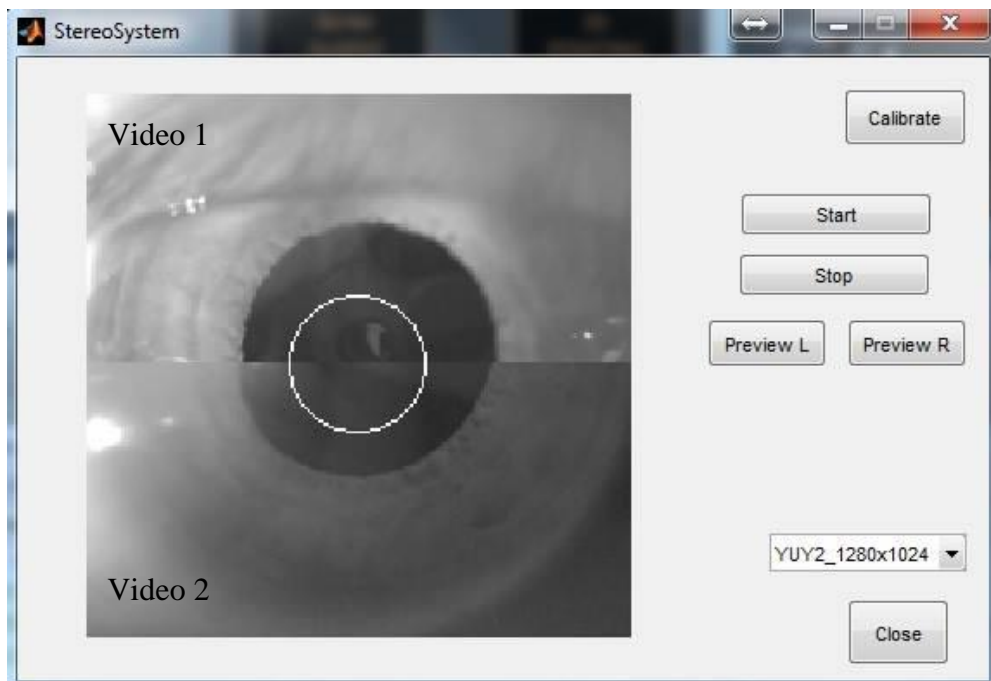 StereoSystem
Video 1
Calibrate
Start
Stop
Preview L
Preview R
YUY2_1280x1024
Video 2
Close